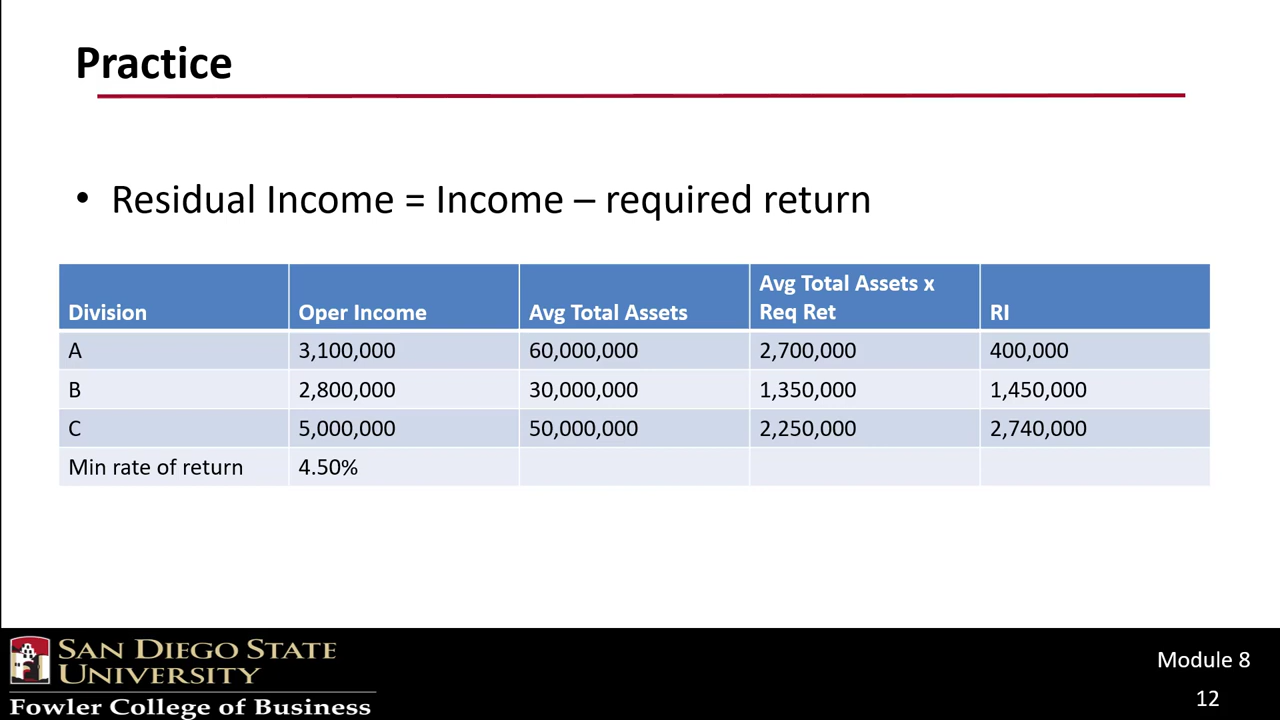 Practice
• Residual Income = Income – required return
Division Oper Income Avg Total Assets Avg Total Assets x Req Ret RI
A 3,100,000 60,000,000 2,700,000 400,000
B 2,800,000 30,000,000 1,350,000 1,450,000
C 5,000,000 50,000,000 2,250,000 2,740,000
Min rate of return 4.50%
SAN DIEGO STATE
UNIVERSITY
Fowler College of Business
Module 8
12